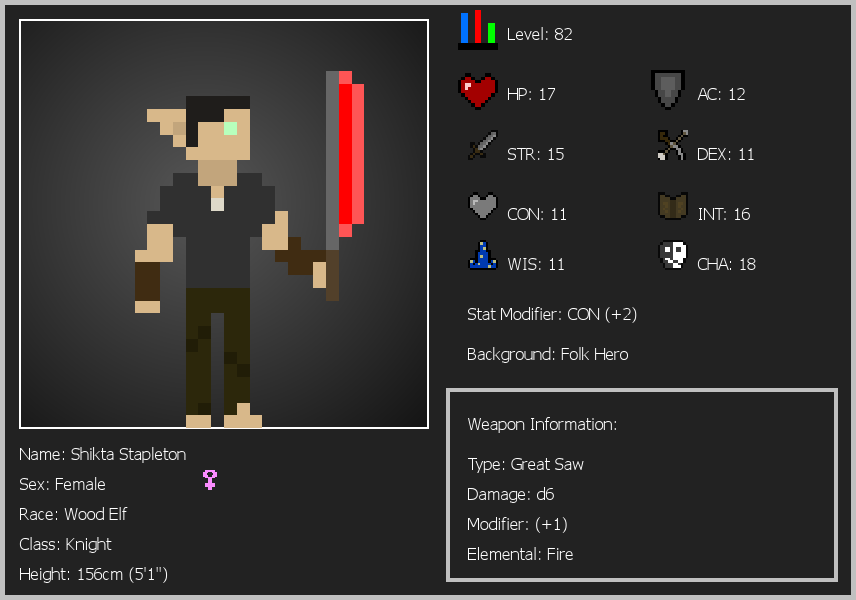 Level: 82
HP: 17
AC: 12
STR: 15
DEX: 11
CON: 11
INT: 16
WIS: 11
CHA: 18
Stat Modifier: CON (+2)
Background: Folk Hero
Weapon Information:
Type: Great Saw
Damage: d6
Modifier: (+1)
Elemental: Fire
Name: Shikta Stapleton
Sex: Female
Race: Wood Elf
Class: Knight
Height: 156cm (5'1")